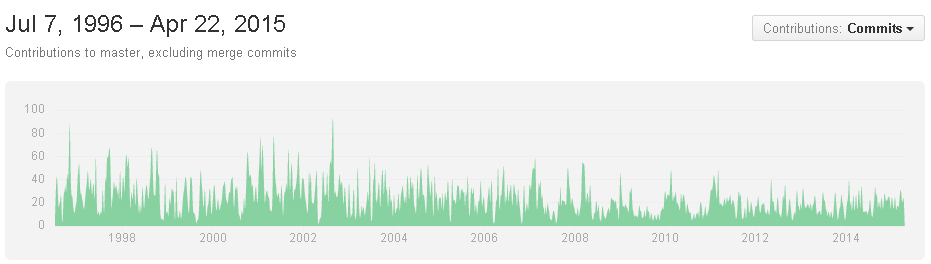 Jul 7, 1996 – Apr 22, 2015
Contributions: Commits
Contributions to master, excluding merge commits
100
80
60
40
20
0
1998 2000 2002 2004 2006 2008 2010 2012 2014